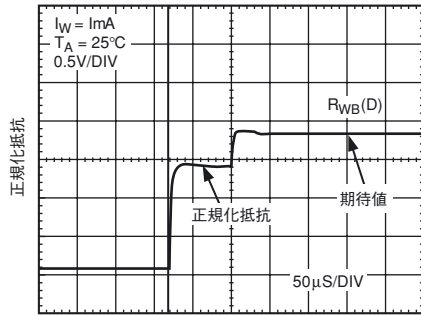 IW = ImA
TA = 25°C
0.5V/DIV
RWB(D)
正規化抵抗
期待値
正規化抵抗
50µS/DIV